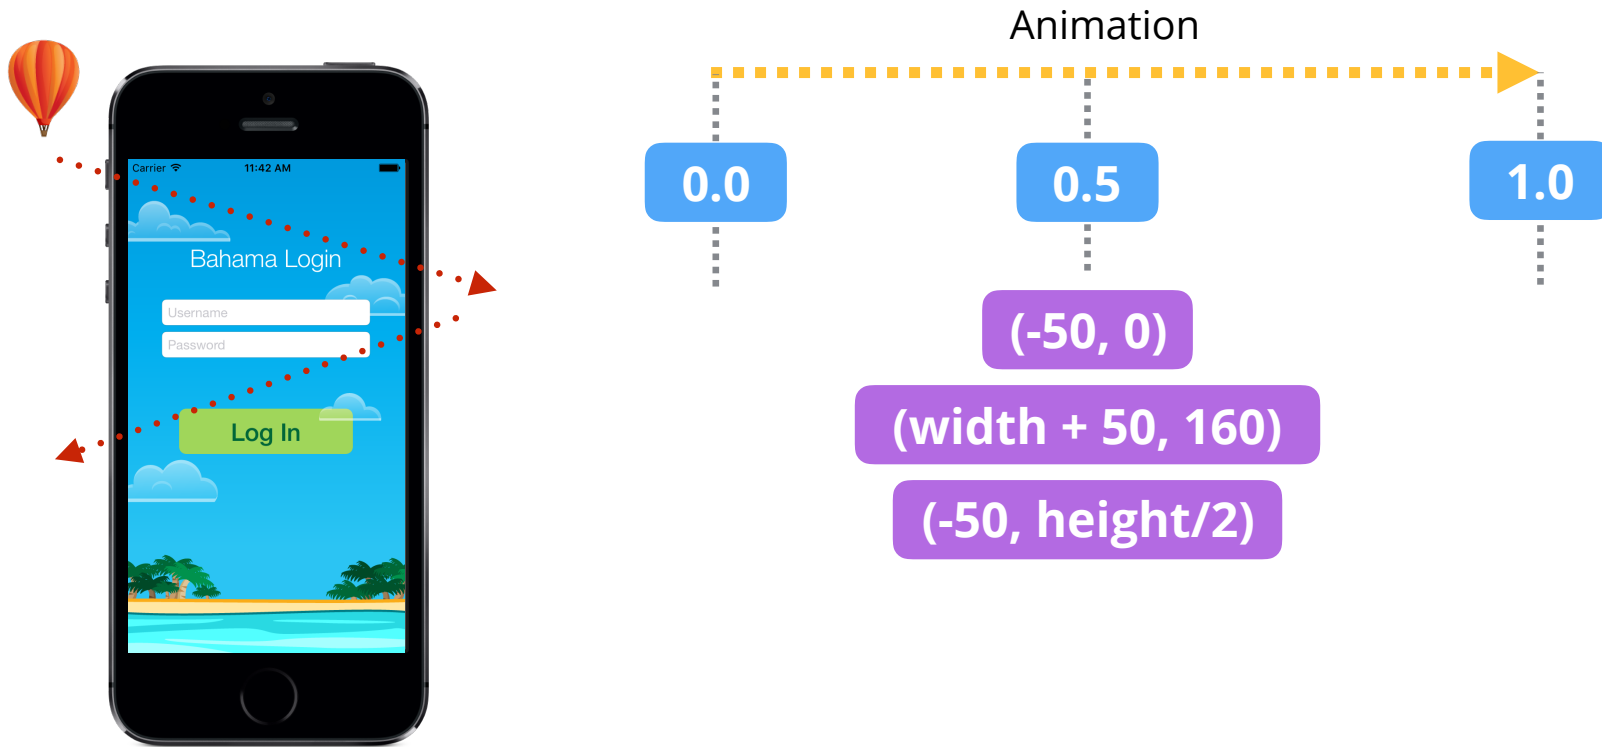 Animation
0.0
0.5
1.0
Carrier
11:42 AM
Bahama Login
Username
Password
Log In
(-50, 0)
(width + 50, 160)
(-50, height/2)